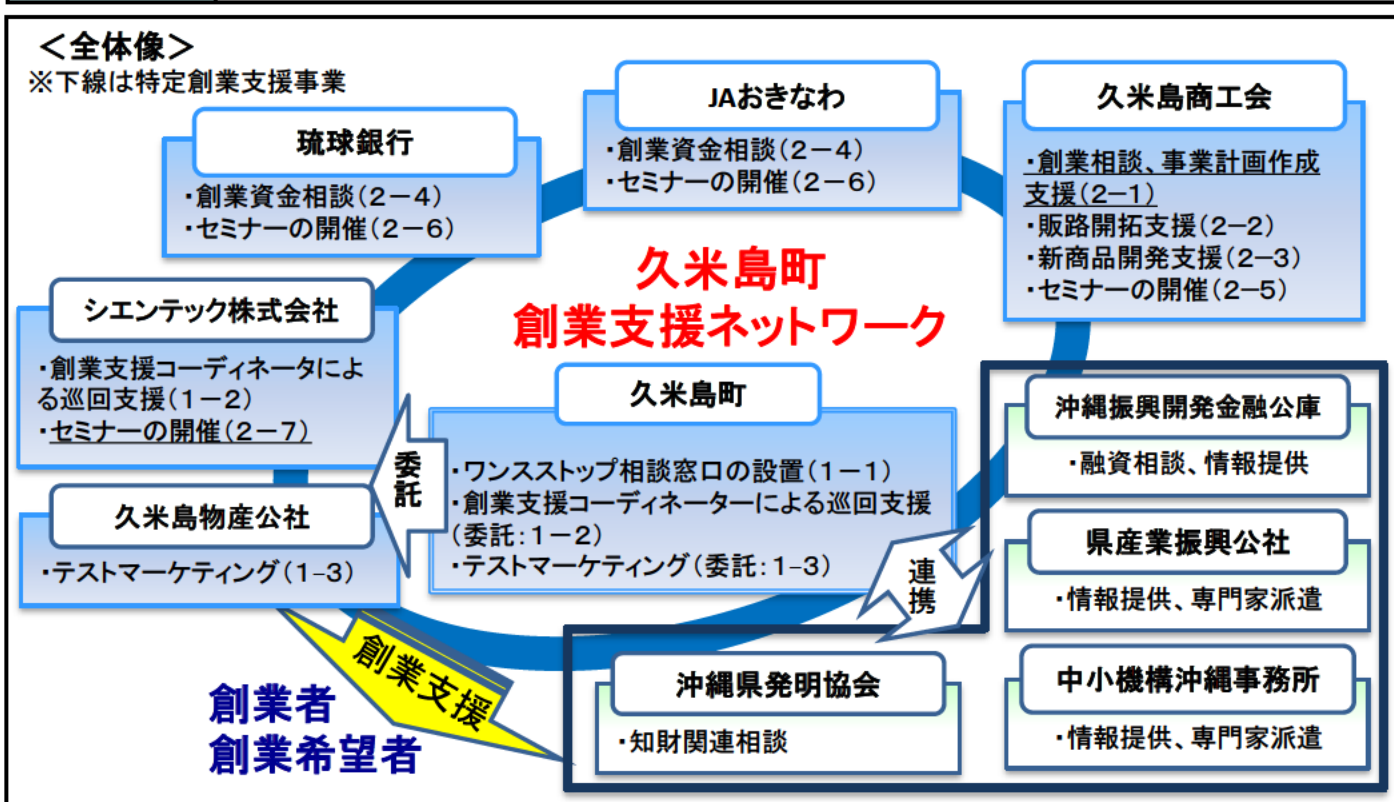 <全体像>
※下線は特定創業支援事業
琉球銀行
・創業資金相談(2-4)
・セミナーの開催(2-6)
JAおきなわ
・創業資金相談(2-4)
・セミナーの開催(2-6)
久米島商工会
・創業相談、事業計画作成
支援(2-1)
・販路開拓支援(2-2)
・新商品開発支援(2-3)
・セミナーの開催(2-5)
久米島町
創業支援ネットワーク
シエンテック株式会社
・創業支援コーディネータによ
る巡回支援(1-2)
・セミナーの開催(2-7)
久米島物産公社
・テストマーケティング(1-3)
委託
久米島町
・ワンスストップ相談窓口の設置(1-1)
・創業支援コーディネーターによる巡回支援
(委託:1-2)
・テストマーケティング(委託:1-3)
連携
沖縄振興開発金融公庫
・融資相談、情報提供
県産業振興公社
・情報提供、専門家派遣
中小機構沖縄事務所
・情報提供、専門家派遣
沖縄県発明協会
・知財関連相談
創業支援
創業者
創業希望者